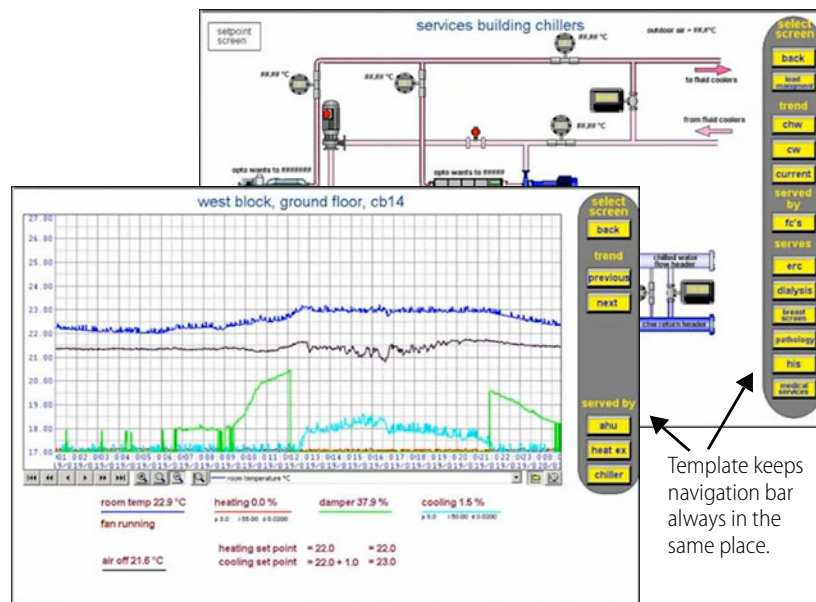 services building chillers
setpoint
screen
##.## °C
outdoor air = ##.#°C
##.## °C
##.## °C
to fluid coolers
from fluid coolers
##.## °C
opto wants to #######
opto wants to #####
chilled water
flow header
chw return header
select
screen
back
load
managment
trend
chw
cw
current
served
by
fc's
serves
erc
dialysis
breast
screen
pathology
his
medical
services
west block, ground floor, cb14
27.00
26.00
25.00
24.00
23.00
22.00
21.00
20.00
19.00
18.00
17.00
room temperature °C
select
screen
back
trend
previous
next
served by
ahu
heat ex
chiller
room temp 22.9 °C
heating 0.0 %
damper 37.9 %
cooling 1.5 %
fan running
air off 21.6 °C
heating set point = 22.0 = 22.0
cooling set point = 22.0 + 1.0 = 23.0
Template keeps
navigation bar
always in the
same place.